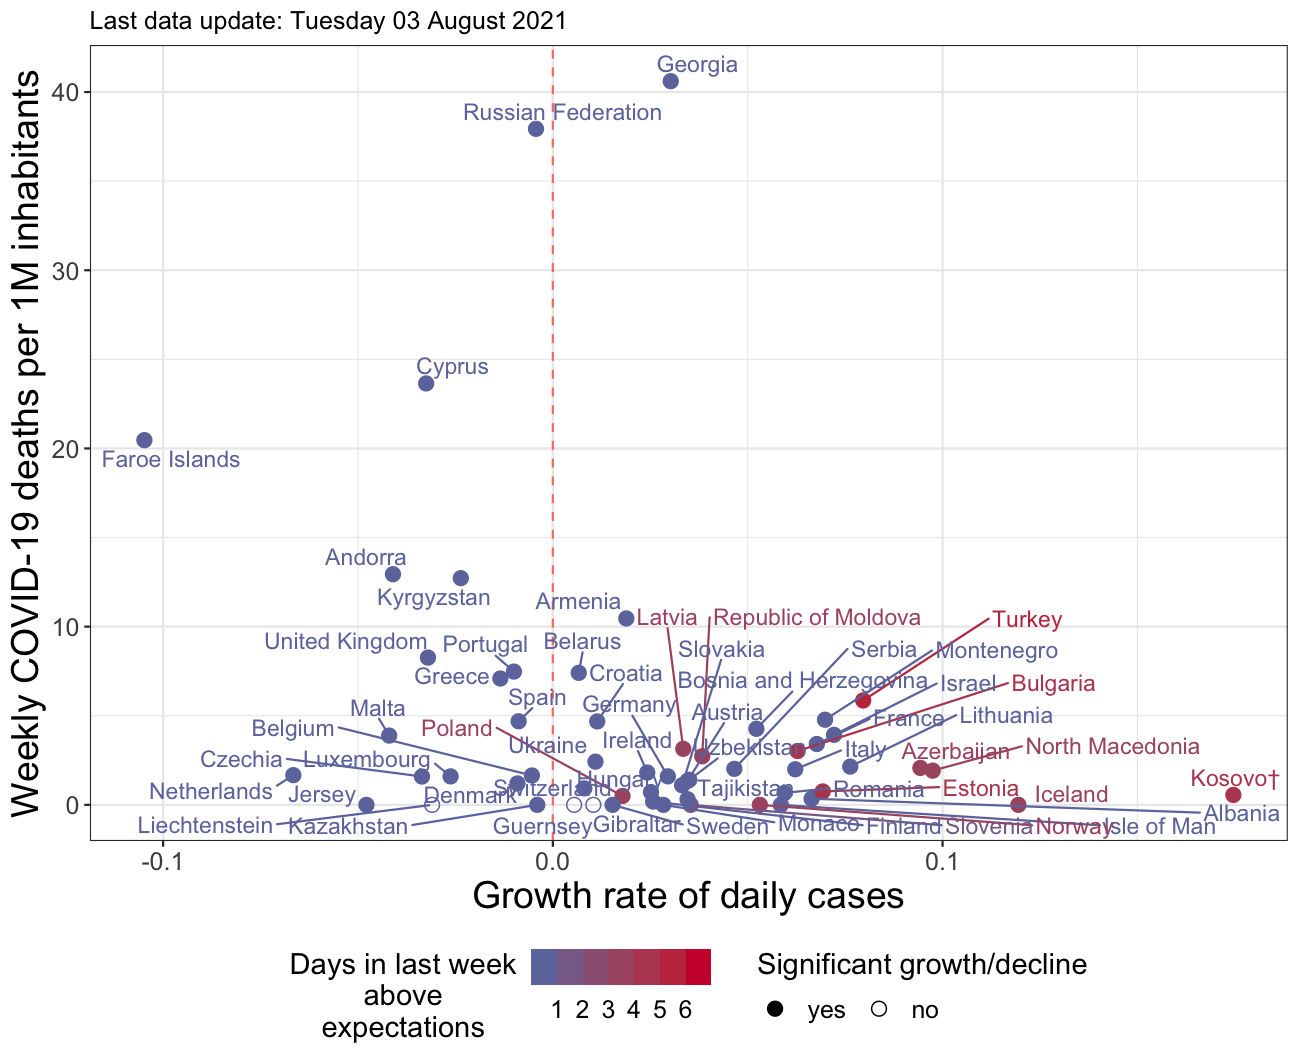 Last data update: Tuesday 03 August 2021
Weekly COVID-19 deaths per 1M inhabitants
40
30
20
10
0
Georgia
Russian Federation
Cyprus
Faroe Islands
Andorra
Kyrgyzstan
Armenia
Latvia
Republic of Moldova
Turkey
United Kingdom
Portugal
Belarus
Slovakia
Serbia
Montenegro
Greece
Croatia
Bosnia and Herzegovina
Israel
Bulgaria
Spain
Germany
Malta
Austria
France
Lithuania
Belgium
Poland
Ukraine
Ireland
Uzbekistan
Italy
Azerbaijan
North Macedonia
Czechia
Luxembourg
Hungary
Kosovo†
Netherlands
Jersey
Denmark
Switzerland
Tajikistan
Romania
Estonia
Iceland
Albania
Liechtenstein
Kazakhstan
Guernsey
Gibraltar
Sweden
Monaco
Finland
Slovenia
Norway
Isle of Man
-0.1
0.0
0.1
Growth rate of daily cases
Days in last week
above
expectations
1 2 3 4 5 6
Significant growth/decline
yes
no